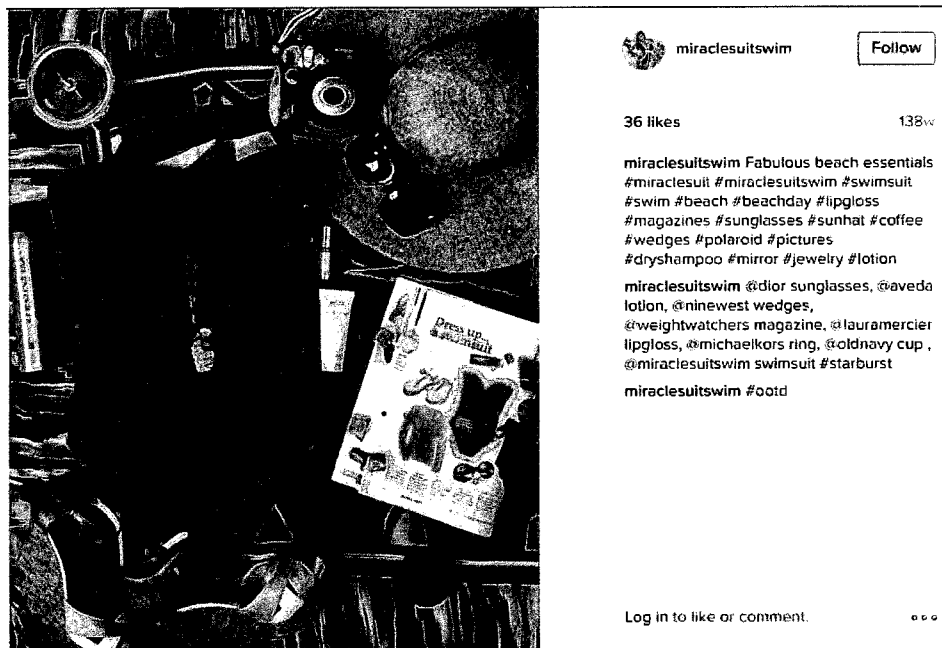 miraclesuitswim
Follow
36 likes
138w
miraclesuitswim Fabulous beach essentials
#miraclesuit #miraclesuitswim #swimsuit
#swim #beach #beachday #lipgloss
#magazines #sunglasses #sunhat #coffee
#wedges #polaroid #pictures
#dryshampoo #mirror #jewelry #lotion
miraclesuitswim @dior sunglasses, @aveda
lotion, @ninewest wedges,
@weightwatchers magazine, @lauramercier
lipgloss, @michaelkors ring, @oldnavy cup ,
@miraclesuitswim swimsuit #starburst
miraclesuitswim #ootd
Dress up
a swimsuit
Log in to like or comment.